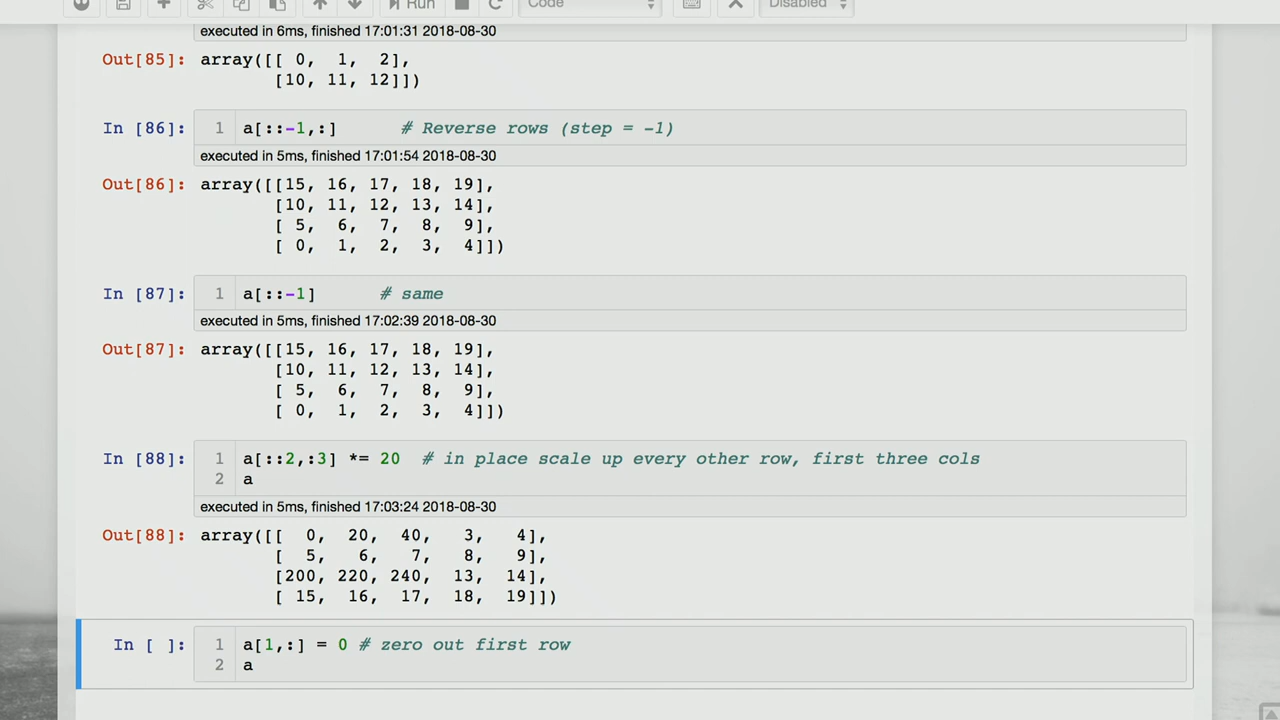 Run
Code
Disabled
executed in 6ms, finished 17:01:31 2018-08-30
Out[85]: array([[ 0, 1, 2],
[10, 11, 12]])
In [86]: 1 a[::-1,:] # Reverse rows (step = -1)
executed in 5ms, finished 17:01:54 2018-08-30
Out[86]: array([[15, 16, 17, 18, 19],
[10, 11, 12, 13, 14],
[ 5, 6, 7, 8, 9],
[ 0, 1, 2, 3, 4]])
In [87]: 1 a[::-1] # same
executed in 5ms, finished 17:02:39 2018-08-30
Out[87]: array([[15, 16, 17, 18, 19],
[10, 11, 12, 13, 14],
[ 5, 6, 7, 8, 9],
[ 0, 1, 2, 3, 4]])
In [88]: 1 a[::2,:3] *= 20 # in place scale up every other row, first three cols
2 a
executed in 5ms, finished 17:03:24 2018-08-30
Out[88]: array([[ 0, 20, 40, 3, 4],
[ 5, 6, 7, 8, 9],
[200, 220, 240, 13, 14],
[ 15, 16, 17, 18, 19]])
In [ ]: 1 a[1,:] = 0 # zero out first row
2 a